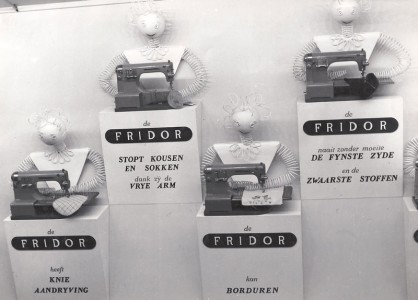 de
FRIDOR
STOPT KOUSEN
EN SOKKEN
dank zÿ de
VRYE ARM
de
FRIDOR
naait zonder moeite
DE FYNSTE ZYDE
en de
ZWAARSTE STOFFEN
de
FRIDOR
heeft
KNIE
AANDRYVING
de
FRIDOR
kan
BORDUREN